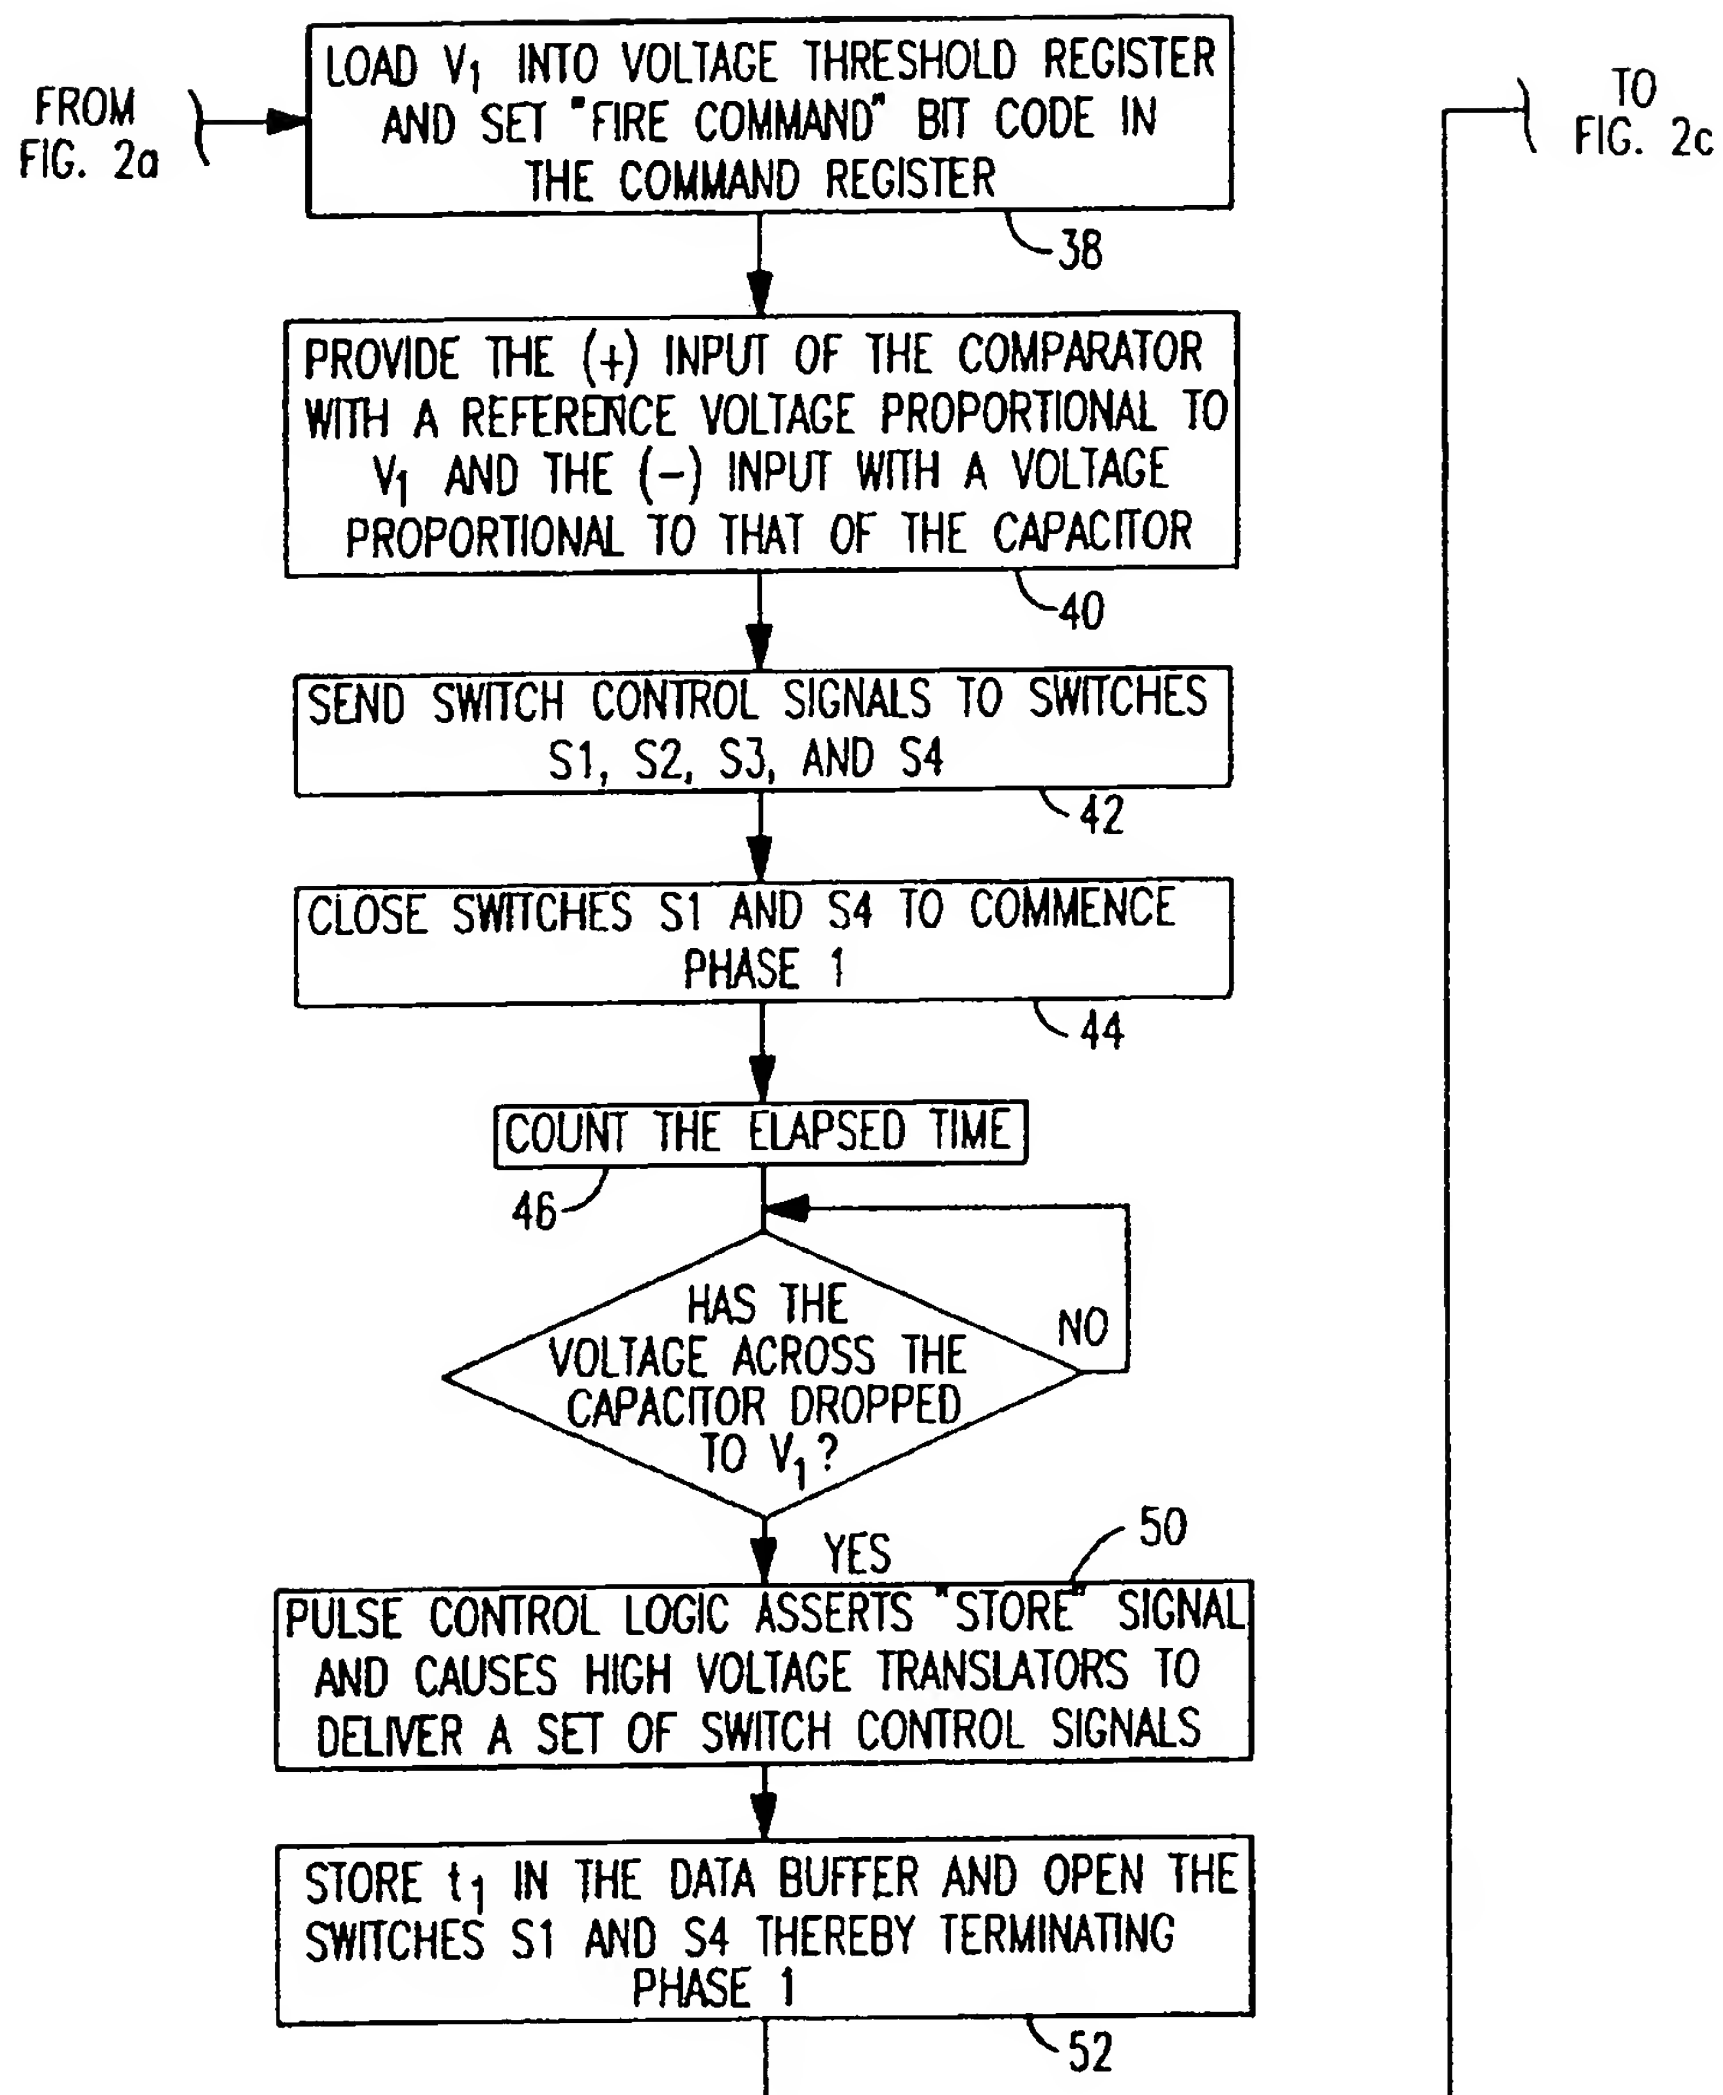 FROM
FIG. 2a
TO
FIG. 2c
LOAD V1 INTO VOLTAGE THRESHOLD REGISTER
AND SET "FIRE COMMAND" BIT CODE IN
THE COMMAND REGISTER
38
PROVIDE THE (+) INPUT OF THE COMPARATOR
WITH A REFERENCE VOLTAGE PROPORTIONAL TO
V1 AND THE (-) INPUT WITH A VOLTAGE
PROPORTIONAL TO THAT OF THE CAPACITOR
40
SEND SWITCH CONTROL SIGNALS TO SWITCHES
S1, S2, S3, AND S4
42
CLOSE SWITCHES S1 AND S4 TO COMMENCE
PHASE 1
44
COUNT THE ELAPSED TIME
46
HAS THE
VOLTAGE ACROSS THE
CAPACITOR DROPPED
TO V1?
NO
YES
50
PULSE CONTROL LOGIC ASSERTS "STORE" SIGNAL
AND CAUSES HIGH VOLTAGE TRANSLATORS TO
DELIVER A SET OF SWITCH CONTROL SIGNALS
STORE t1 IN THE DATA BUFFER AND OPEN THE
SWITCHES S1 AND S4 THEREBY TERMINATING
PHASE 1
52